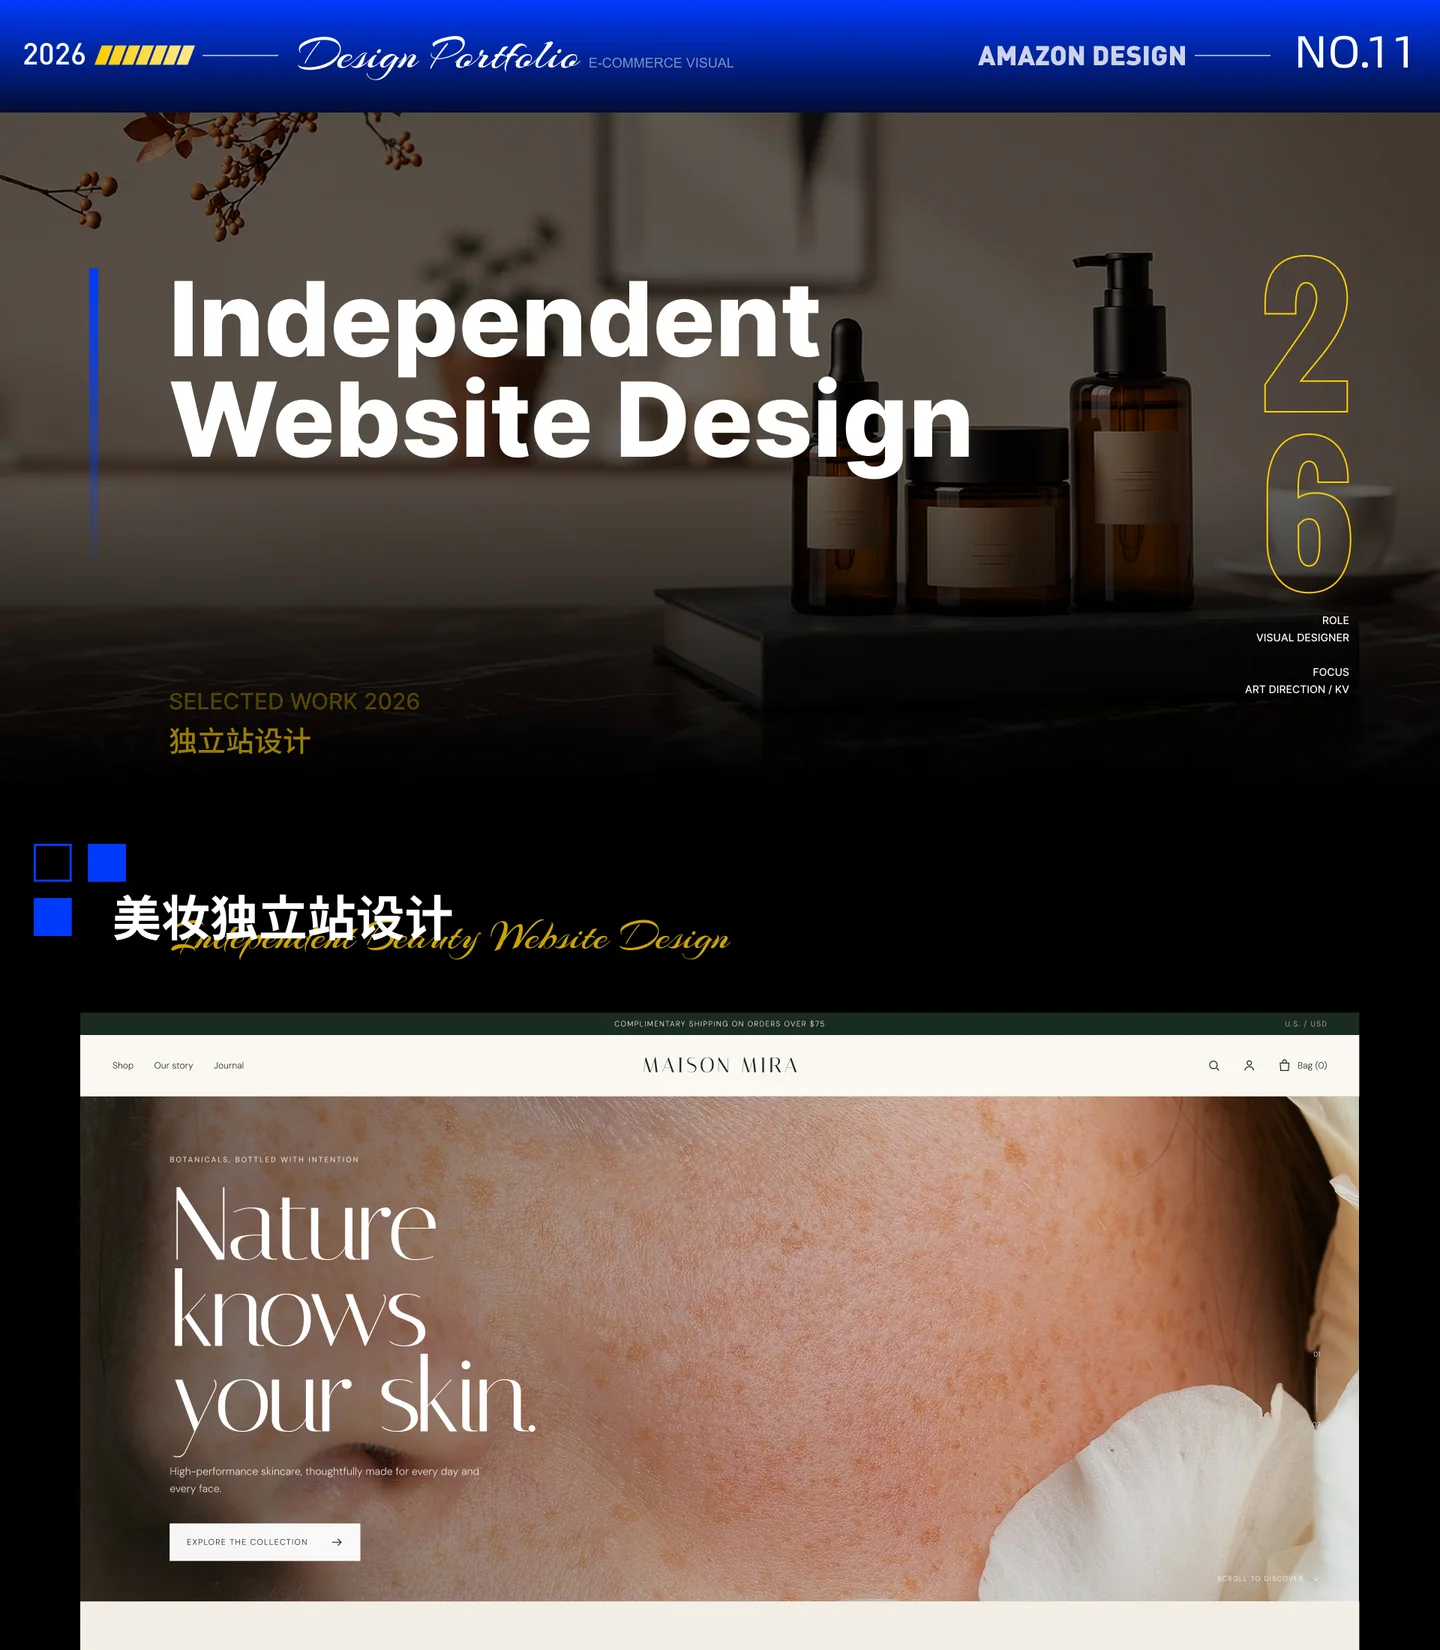 2026
Design Portfolio E-COMMERCE VISUAL
AMAZON DESIGN
NO.11
Independent
Website Design
2
6
ROLE
VISUAL DESIGNER
FOCUS
ART DIRECTION / KV
SELECTED WORK 2026
独立站设计
美妆独立站设计
Independent Beauty Website Design
COMPLIMENTARY SHIPPING ON ORDERS OVER $75
U.S. / USD
Shop
Our story
Journal
MAISON MIRA
Bag (0)
BOTANICALS, BOTTLED WITH INTENTION
Nature
knows
your skin.
01
High-performance skincare, thoughtfully made for every day and
every face.
EXPLORE THE COLLECTION
SCROLL TO DISCOVER